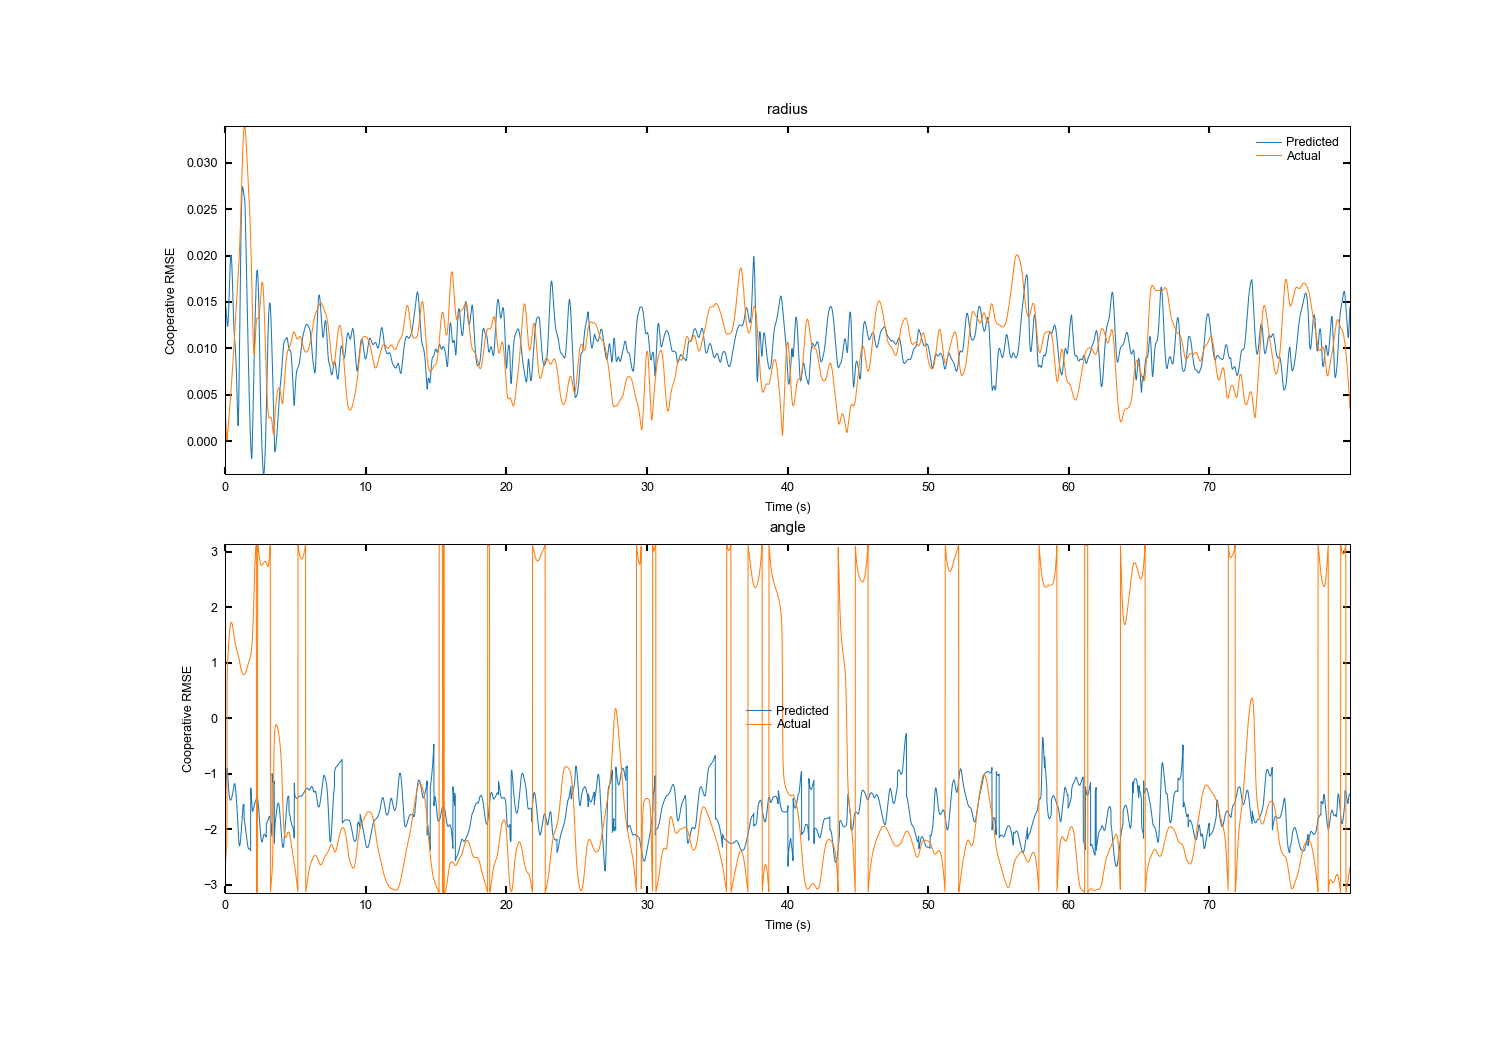 radius
Cooperative RMSE
0.030
0.025
0.020
0.015
0.010
0.005
0.000
Predicted
Actual
0 10 20 30 40 50 60 70
Time (s)
angle
Cooperative RMSE
3
2
1
0
−1
−2
−3
Predicted
Actual
0 10 20 30 40 50 60 70
Time (s)